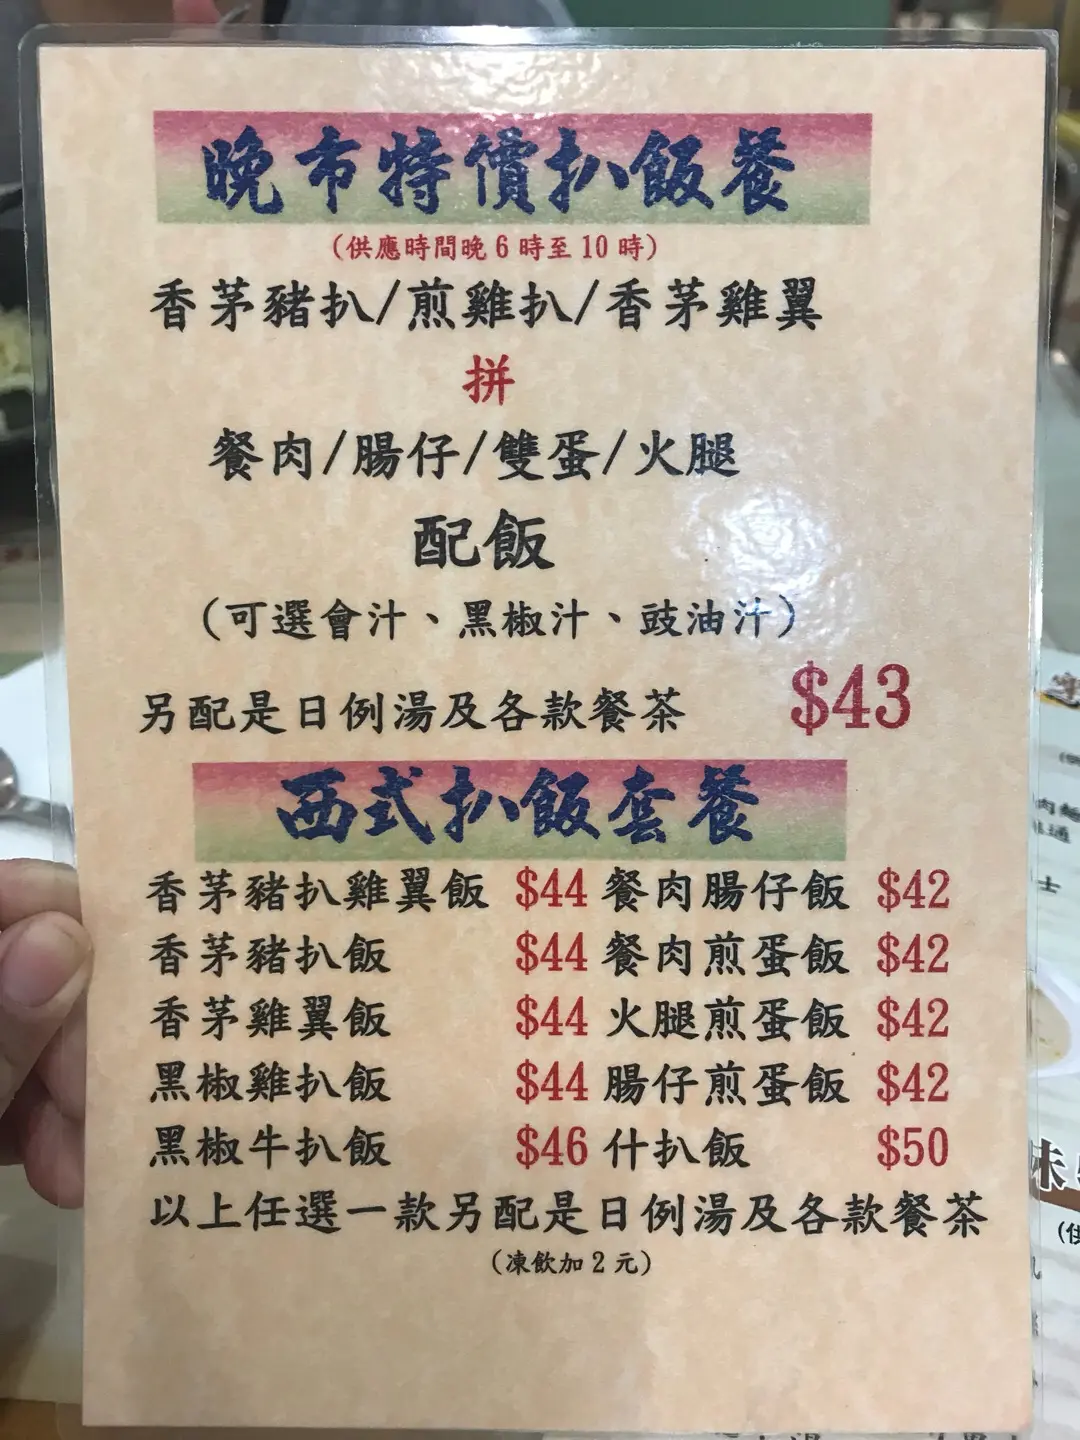 晚市特價扒飯餐
(供應時間晚6時至10時)
香茅豬扒/煎雞扒/香茅雞翼
拼
餐肉/腸仔/雙蛋/火腿
配飯
(可選會汁、黑椒汁、豉油汁)
另配是日例湯及各款餐茶 $43
西式扒飯套餐
香茅豬扒雞翼飯 $44 餐肉腸仔飯 $42
香茅豬扒飯 $44 餐肉煎蛋飯 $42
香茅雞翼飯 $44 火腿煎蛋飯 $42
黑椒雞扒飯 $44 腸仔煎蛋飯 $42
黑椒牛扒飯 $46 什扒飯 $50
以上任選一款另配是日例湯及各款餐茶
(凍飲加2元)
肉麵
士
味
(供